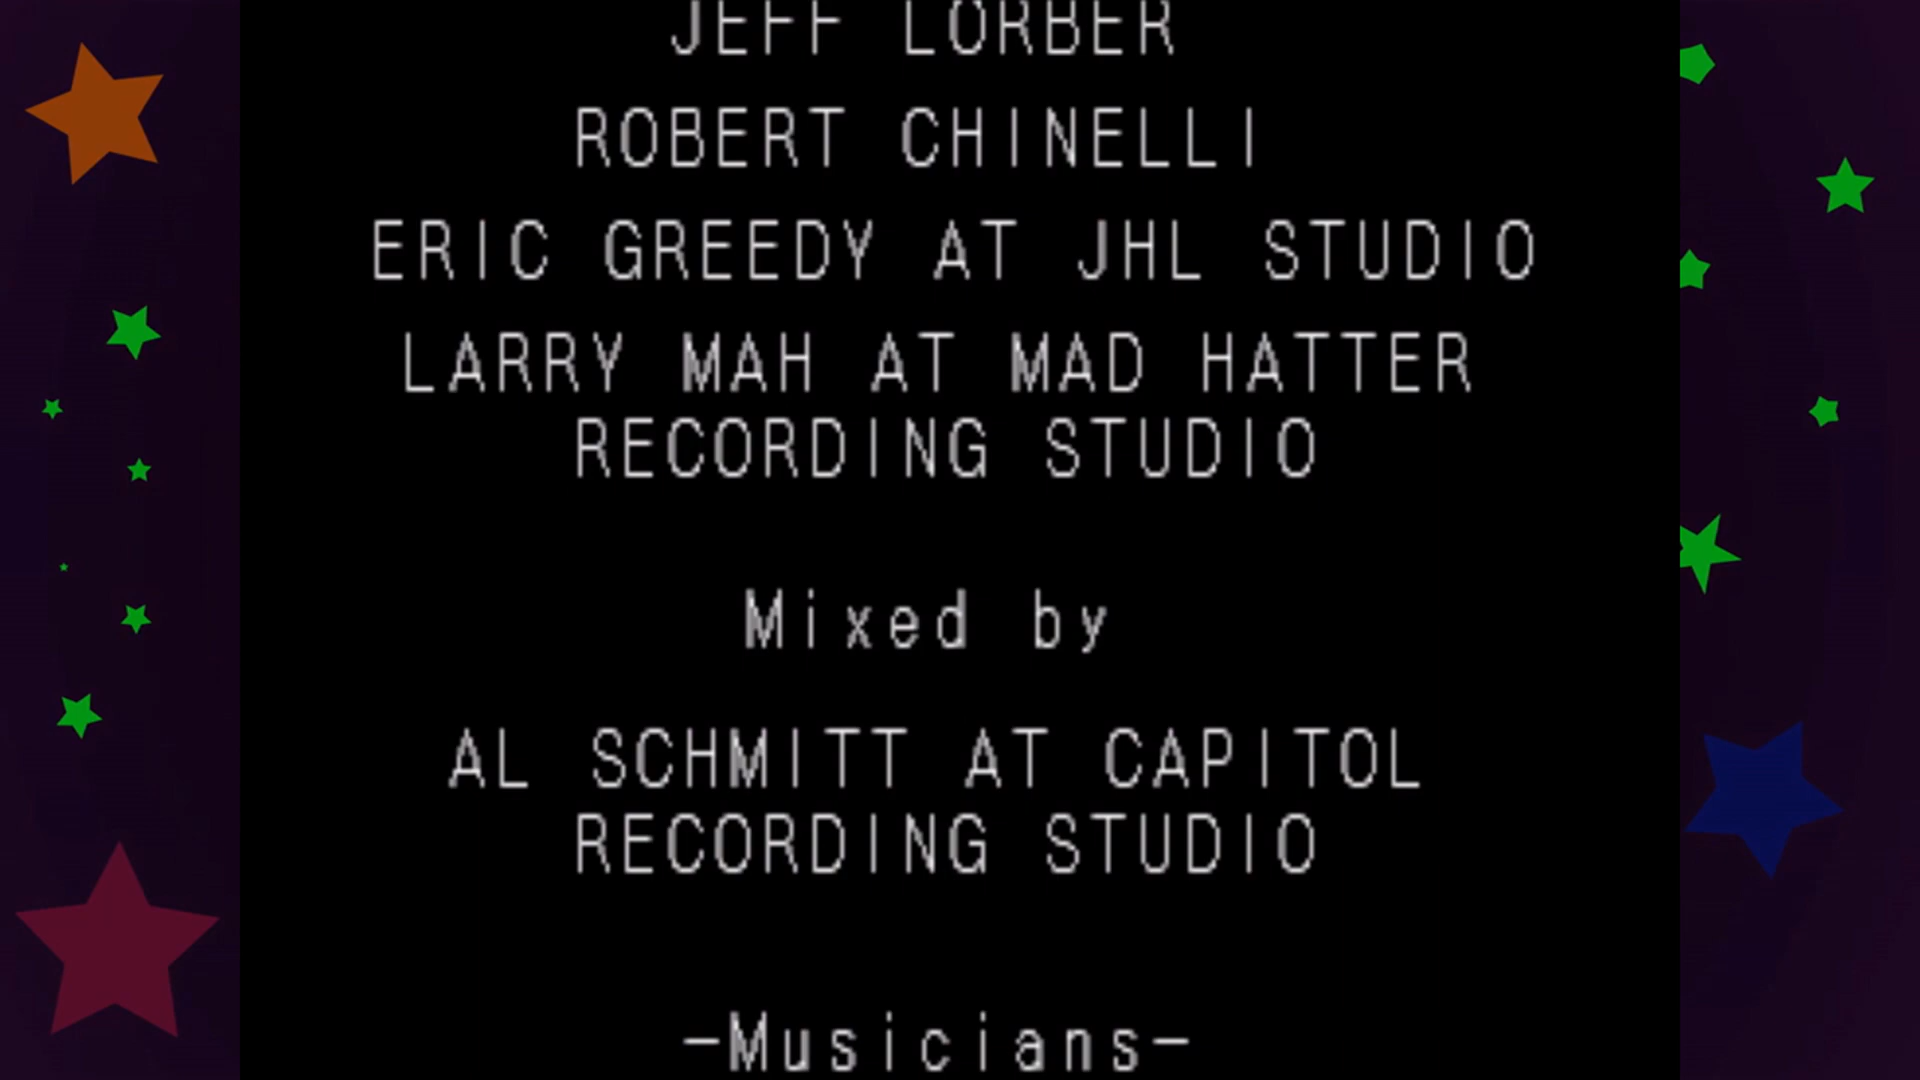 JEFF LORBER
ROBERT CHINELLI
ERIC GREEDY AT JHL STUDIO
LARRY MAH AT MAD HATTER
RECORDING STUDIO
Mixed by
AL SCHMITT AT CAPITOL
RECORDING STUDIO
-Musicians-